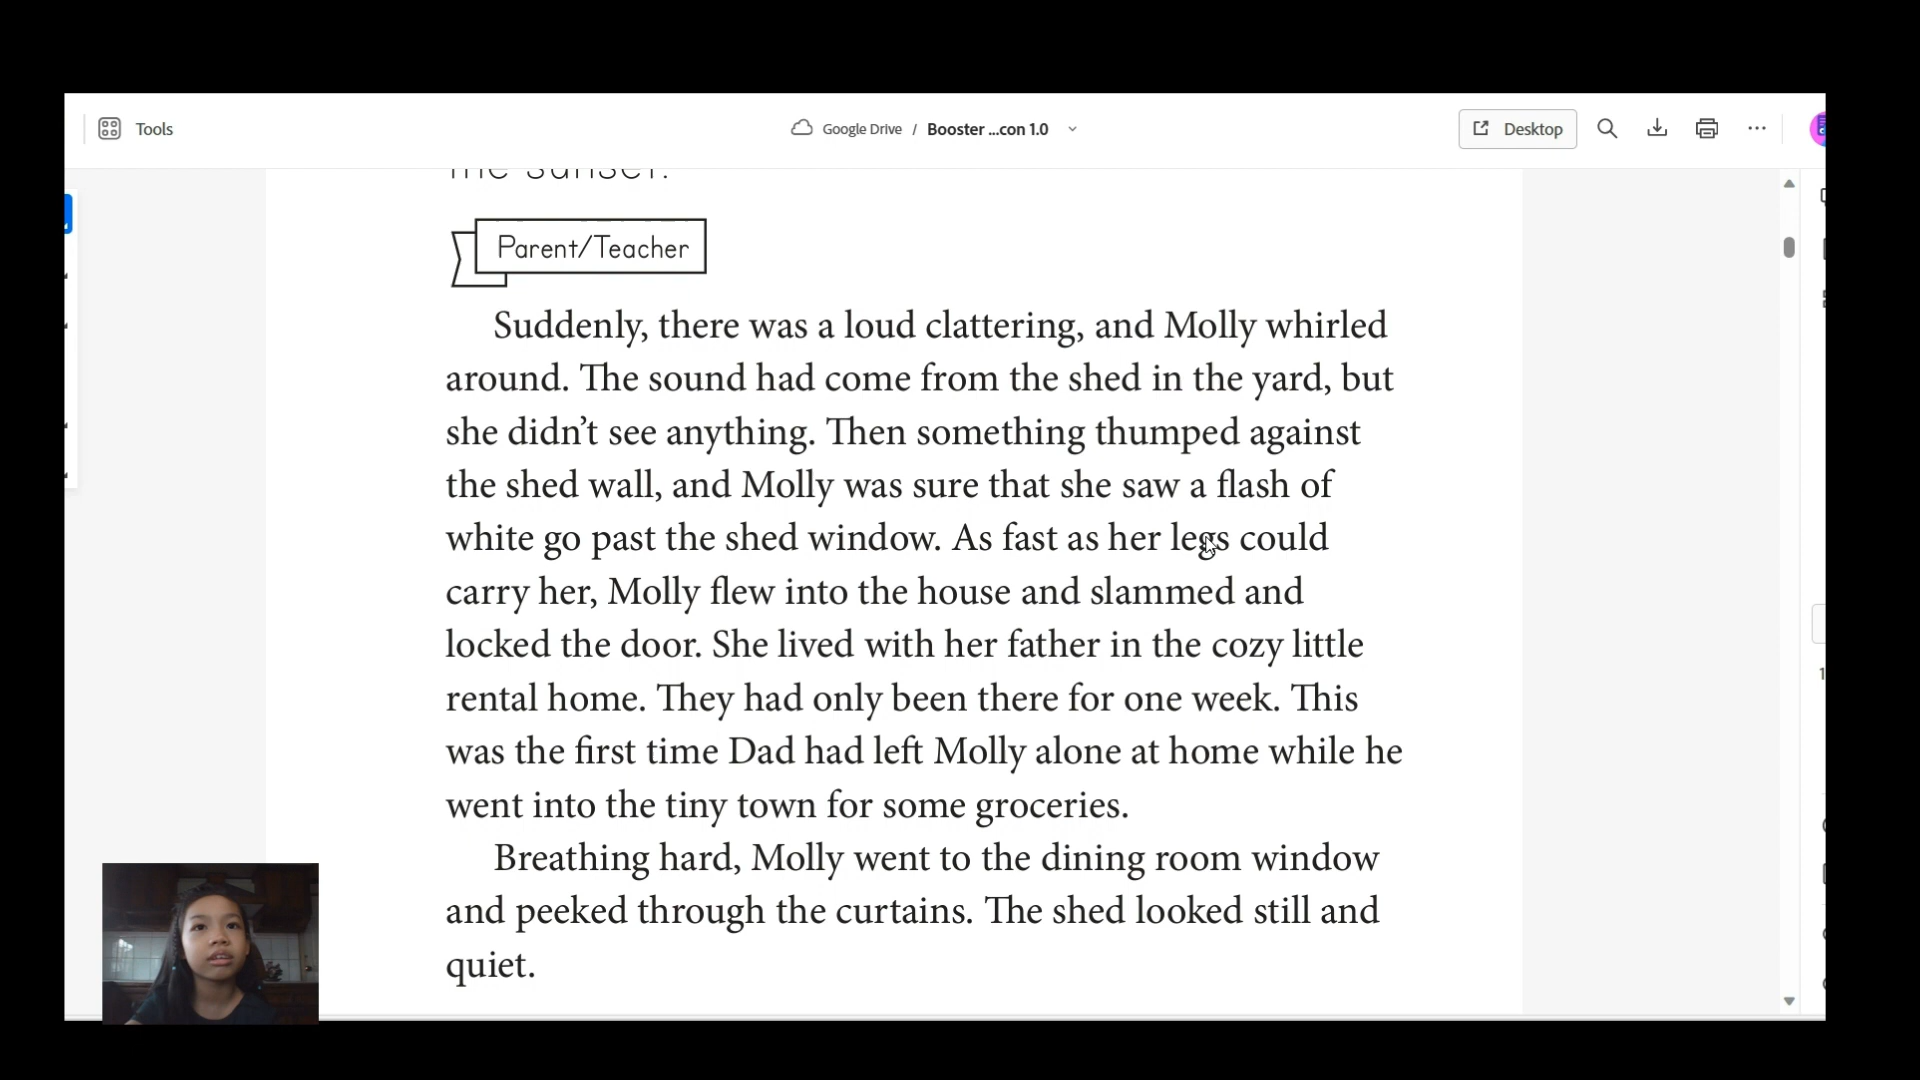 Tools
Google Drive / Booster ...con 1.0
Desktop
the sunset.
Parent/Teacher
Suddenly, there was a loud clattering, and Molly whirled
around. The sound had come from the shed in the yard, but
she didn’t see anything. Then something thumped against
the shed wall, and Molly was sure that she saw a flash of
white go past the shed window. As fast as her legs could
carry her, Molly flew into the house and slammed and
locked the door. She lived with her father in the cozy little
rental home. They had only been there for one week. This
was the first time Dad had left Molly alone at home while he
went into the tiny town for some groceries.
Breathing hard, Molly went to the dining room window
and peeked through the curtains. The shed looked still and
quiet.